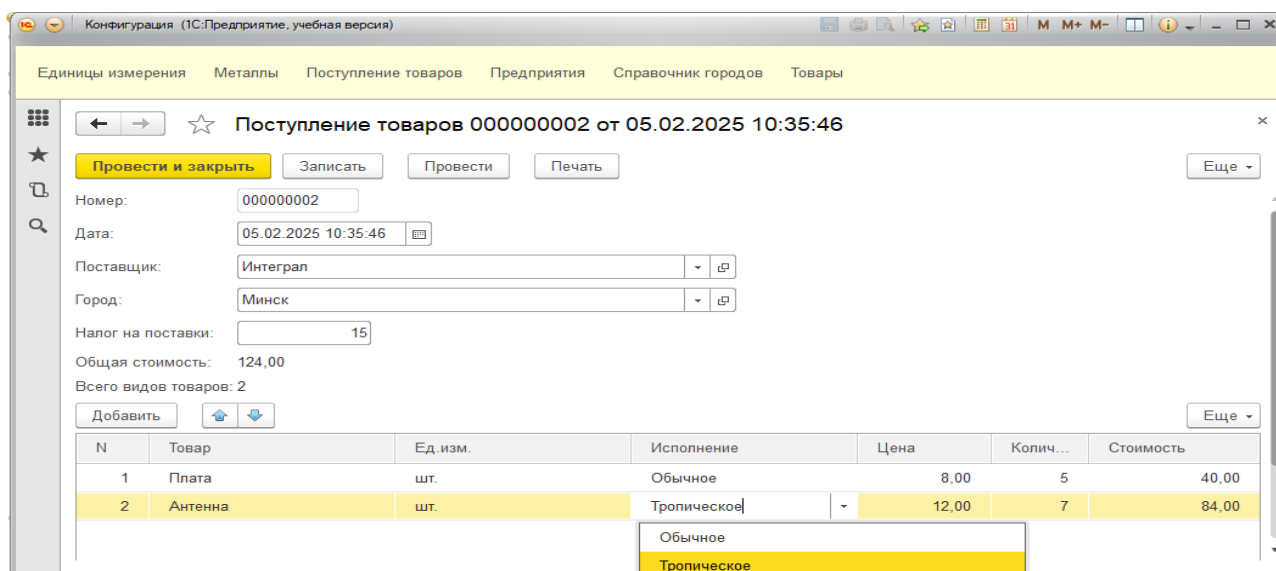 1С Конфигурация (1С:Предприятие, учебная версия) 31 M M+ M- i
Единицы измерения Металлы Поступление товаров Предприятия Справочник городов Товары
Поступление товаров 000000002 от 05.02.2025 10:35:46
Провести и закрыть Записать Провести Печать Еще
Номер: 000000002
Дата: 05.02.2025 10:35:46
Поставщик: Интеграл
Город: Минск
Налог на поставки: 15
Общая стоимость: 124,00
Всего видов товаров: 2
Добавить Еще
N Товар Ед.изм. Исполнение Цена Колич... Стоимость
1 Плата шт. Обычное 8,00 5 40,00
2 Антенна шт. Тропическое 12,00 7 84,00
Обычное
Тропическое